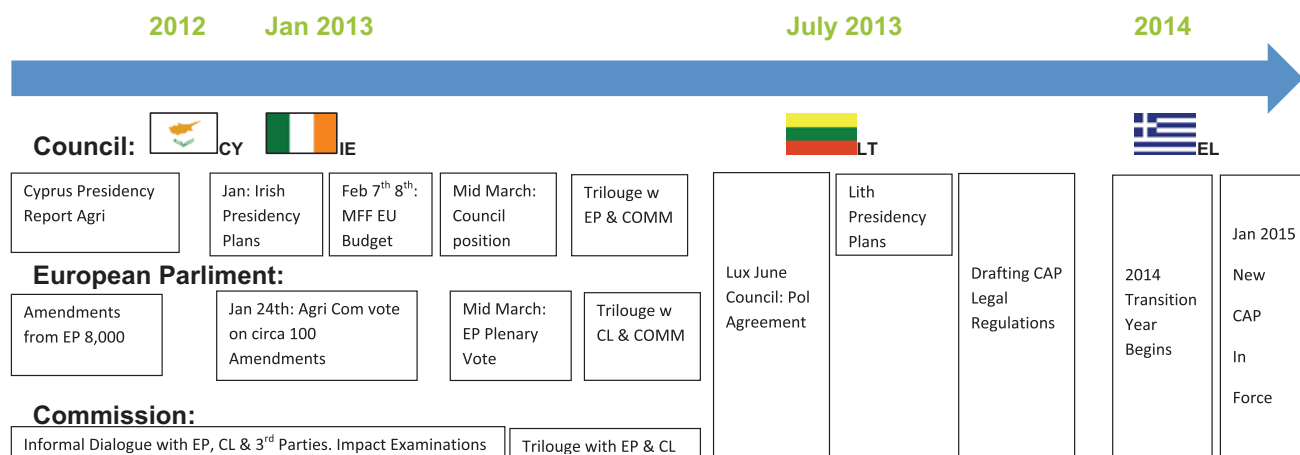 2012 Jan 2013 July 2013 2014
Council: CY IE LT EL
Cyprus Presidency
Report Agri
Jan: Irish
Presidency
Plans
Feb 7th 8th:
MFF EU
Budget
Mid March:
Council
position
Trilouge w
EP & COMM
Lux June
Council: Pol
Agreement
Lith
Presidency
Plans
Drafting CAP
Legal
Regulations
2014
Transition
Year
Begins
Jan 2015
New
CAP
In
Force
European Parliment:
Amendments
from EP 8,000
Jan 24th: Agri Com vote
on circa 100
Amendments
Mid March:
EP Plenary
Vote
Trilouge w
CL & COMM
Commission:
Informal Dialogue with EP, CL & 3rd Parties. Impact Examinations
Trilouge with EP & CL